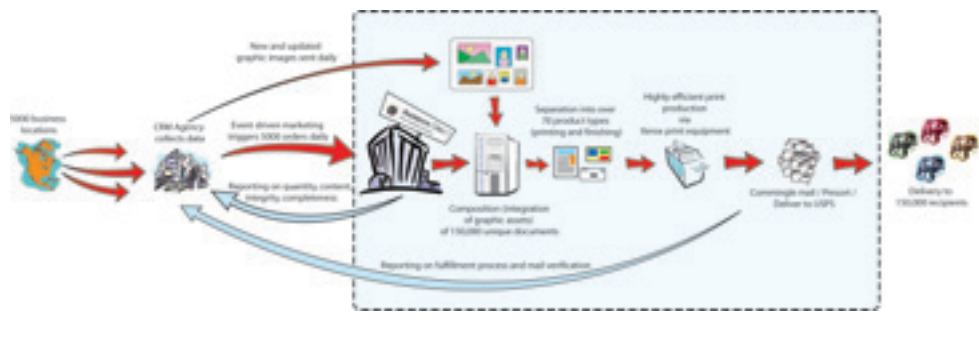 New and updated
graphic images sent daily
5000 business
locations
CRM Agency
collects data
Event driven marketing
triggers 5000 orders daily
Reporting on quantity, content,
integrity, completeness
Composition (integration
of graphic assets)
of 150,000 unique documents
Separation into over
70 product types
(printing and finishing)
Highly efficient print
production
via
Xerox print equipment
Commingle mail / Presort /
Deliver to USPS
Delivery to
150,000 recipients
Reporting on fulfillment process and mail verification